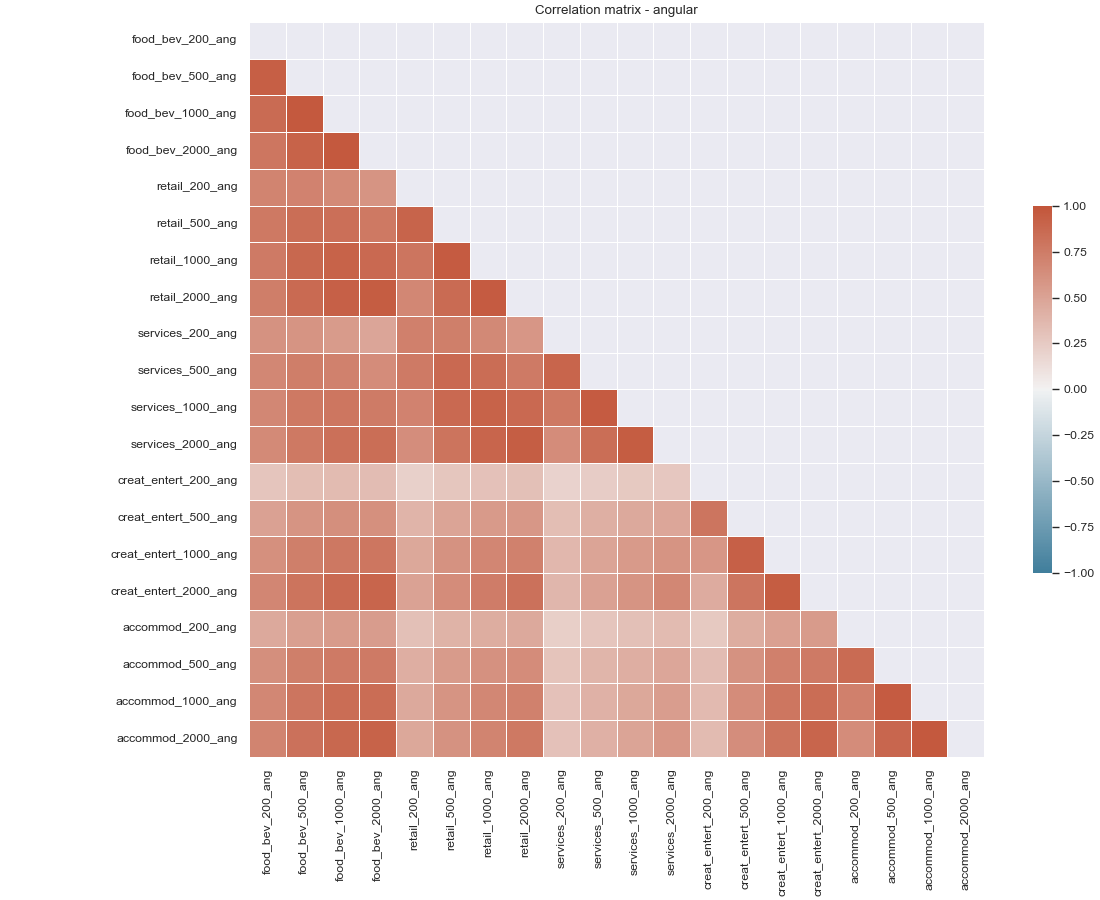 Correlation matrix - angular
food_bev_200_ang
food_bev_500_ang
food_bev_1000_ang
food_bev_2000_ang
retail_200_ang
retail_500_ang
retail_1000_ang
retail_2000_ang
services_200_ang
services_500_ang
services_1000_ang
services_2000_ang
creat_entert_200_ang
creat_entert_500_ang
creat_entert_1000_ang
creat_entert_2000_ang
accommod_200_ang
accommod_500_ang
accommod_1000_ang
accommod_2000_ang
food_bev_200_ang
food_bev_500_ang
food_bev_1000_ang
food_bev_2000_ang
retail_200_ang
retail_500_ang
retail_1000_ang
retail_2000_ang
services_200_ang
services_500_ang
services_1000_ang
services_2000_ang
creat_entert_200_ang
creat_entert_500_ang
creat_entert_1000_ang
creat_entert_2000_ang
accommod_200_ang
accommod_500_ang
accommod_1000_ang
accommod_2000_ang
1.00
0.75
0.50
0.25
0.00
−0.25
−0.50
−0.75
−1.00